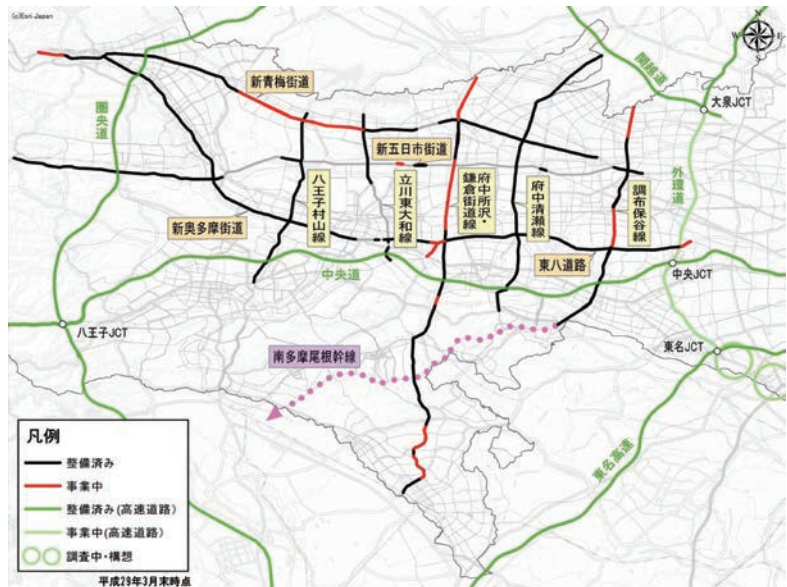 (c)Esri Japan
N
W
E
S
関越道
大泉JCT
新青梅街道
圏央道
新五日市街道
外環道
八王子村山線
立川東大和線
府中所沢・
鎌倉街道線
府中清瀬線
調布保谷線
新奥多摩街道
東八道路
中央道
中央JCT
八王子JCT
東名JCT
南多摩尾根幹線
東名高速
凡例
整備済み
事業中
整備済み(高速道路)
事業中(高速道路)
調査中・構想
平成29年3月末時点